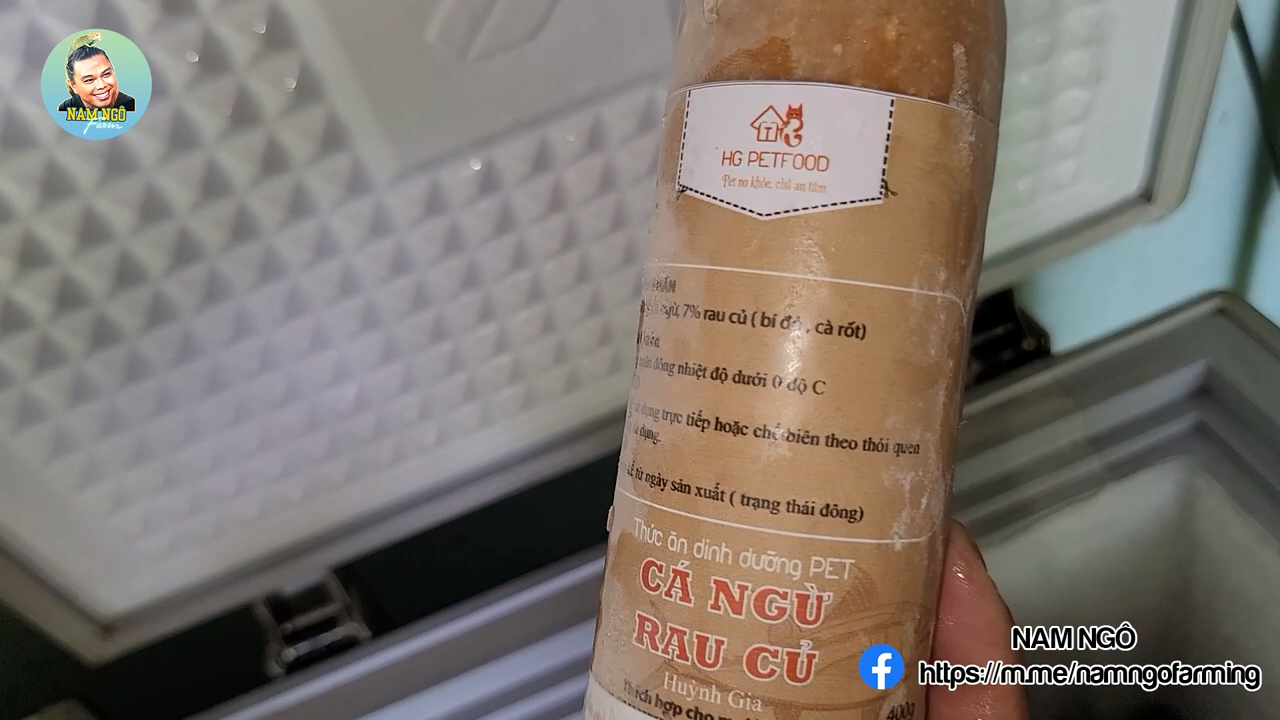 NAM NGÔ
Farm
HG PETFOOD
Pet no khỏe, chủ an tâm
7% rau củ ( bí đỏ , cà rốt)
đông nhiệt độ dưới 0 độ C
dụng trực tiếp hoặc chế biên theo thói quen
dụng.
từ ngày sản xuất ( trạng thái đông)
Thức ăn dinh dưỡng PET
CÁ NGỪ
RAU CỦ
Huỳnh Gia
hợp cho
400g
NAM NGÔ
https://m.me/namngofarming